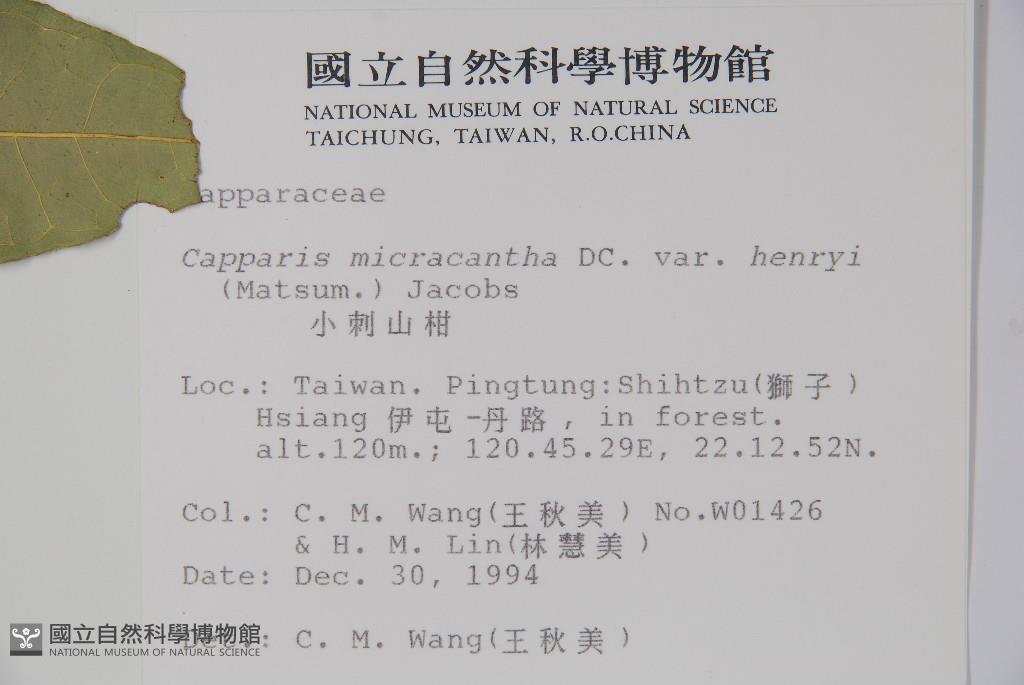 國立自然科學博物館
NATIONAL MUSEUM OF NATURAL SCIENCE
TAICHUNG, TAIWAN, R.O.CHINA
apparaceae
Capparis micracantha DC. var. henryi
(Matsum.) Jacobs
小刺山柑
Loc.: Taiwan. Pingtung:Shihtzu(獅子)
Hsiang 伊屯-丹路, in forest.
alt.120m.; 120.45.29E, 22.12.52N.
Col.: C. M. Wang(王秋美) No.W01426
& H. M. Lin(林慧美)
Date: Dec. 30, 1994
C. M. Wang(王秋美)
國立自然科學博物館
NATIONAL MUSEUM OF NATURAL SCIENCE